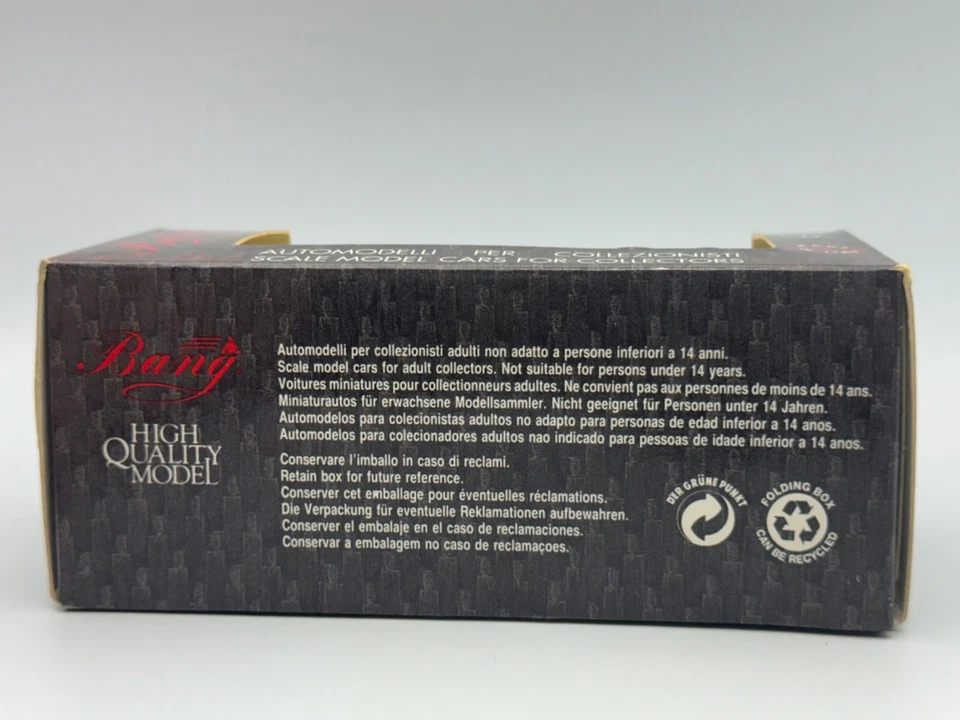 AUTOMODELLI PER COLLEZIONISTI
SCALE MODEL CARS FOR COLLECTORS
Bang
HIGH
QUALITY
MODEL
Automodelli per collezionisti adulti non adatto a persone inferiori a 14 anni.
Scale model cars for adult collectors. Not suitable for persons under 14 years.
Voitures miniatures pour collectionneurs adultes. Ne convient pas aux personnes de moins de 14 ans.
Miniaturautos für erwachsene Modellsammler. Nicht geeignet für Personen unter 14 Jahren.
Automodelos para colecionistas adultos no adapto para personas de edad inferior a 14 anos.
Automodelos para colecionadores adultos nao indicado para pessoas de idade inferior a 14 anos.
Conservare l'imballo in caso di reclami.
Retain box for future reference.
Conserver cet emballage pour éventuelles réclamations.
Die Verpackung für eventuelle Reklamationen aufbewahren.
Conserver el embalaje en el caso de reclamaciones.
Conservar a embalagem no caso de reclamaçoes.
DER GRÜNE PUNKT
FOLDING BOX
CAN BE RECYCLED